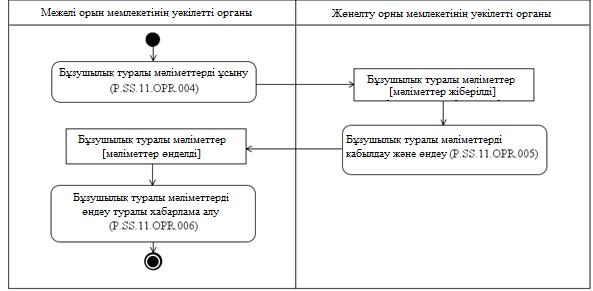 Межелі орын мемлекетінің уәкілетті органы
Жөнелту орны мемлекетінің уәкілетті органы
Бұзушылық туралы мәліметтерді ұсыну
(P.SS.11.OPR.004)
Бұзушылық туралы мәліметтер
[мәліметтер жіберілді]
Бұзушылық туралы мәліметтерді
қабылдау және өңдеу (P.SS.11.OPR.005)
Бұзушылық туралы мәліметтер
[мәліметтер өңделді]
Бұзушылық туралы мәліметтерді
өңдеу туралы хабарлама алу
(P.SS.11.OPR.006)